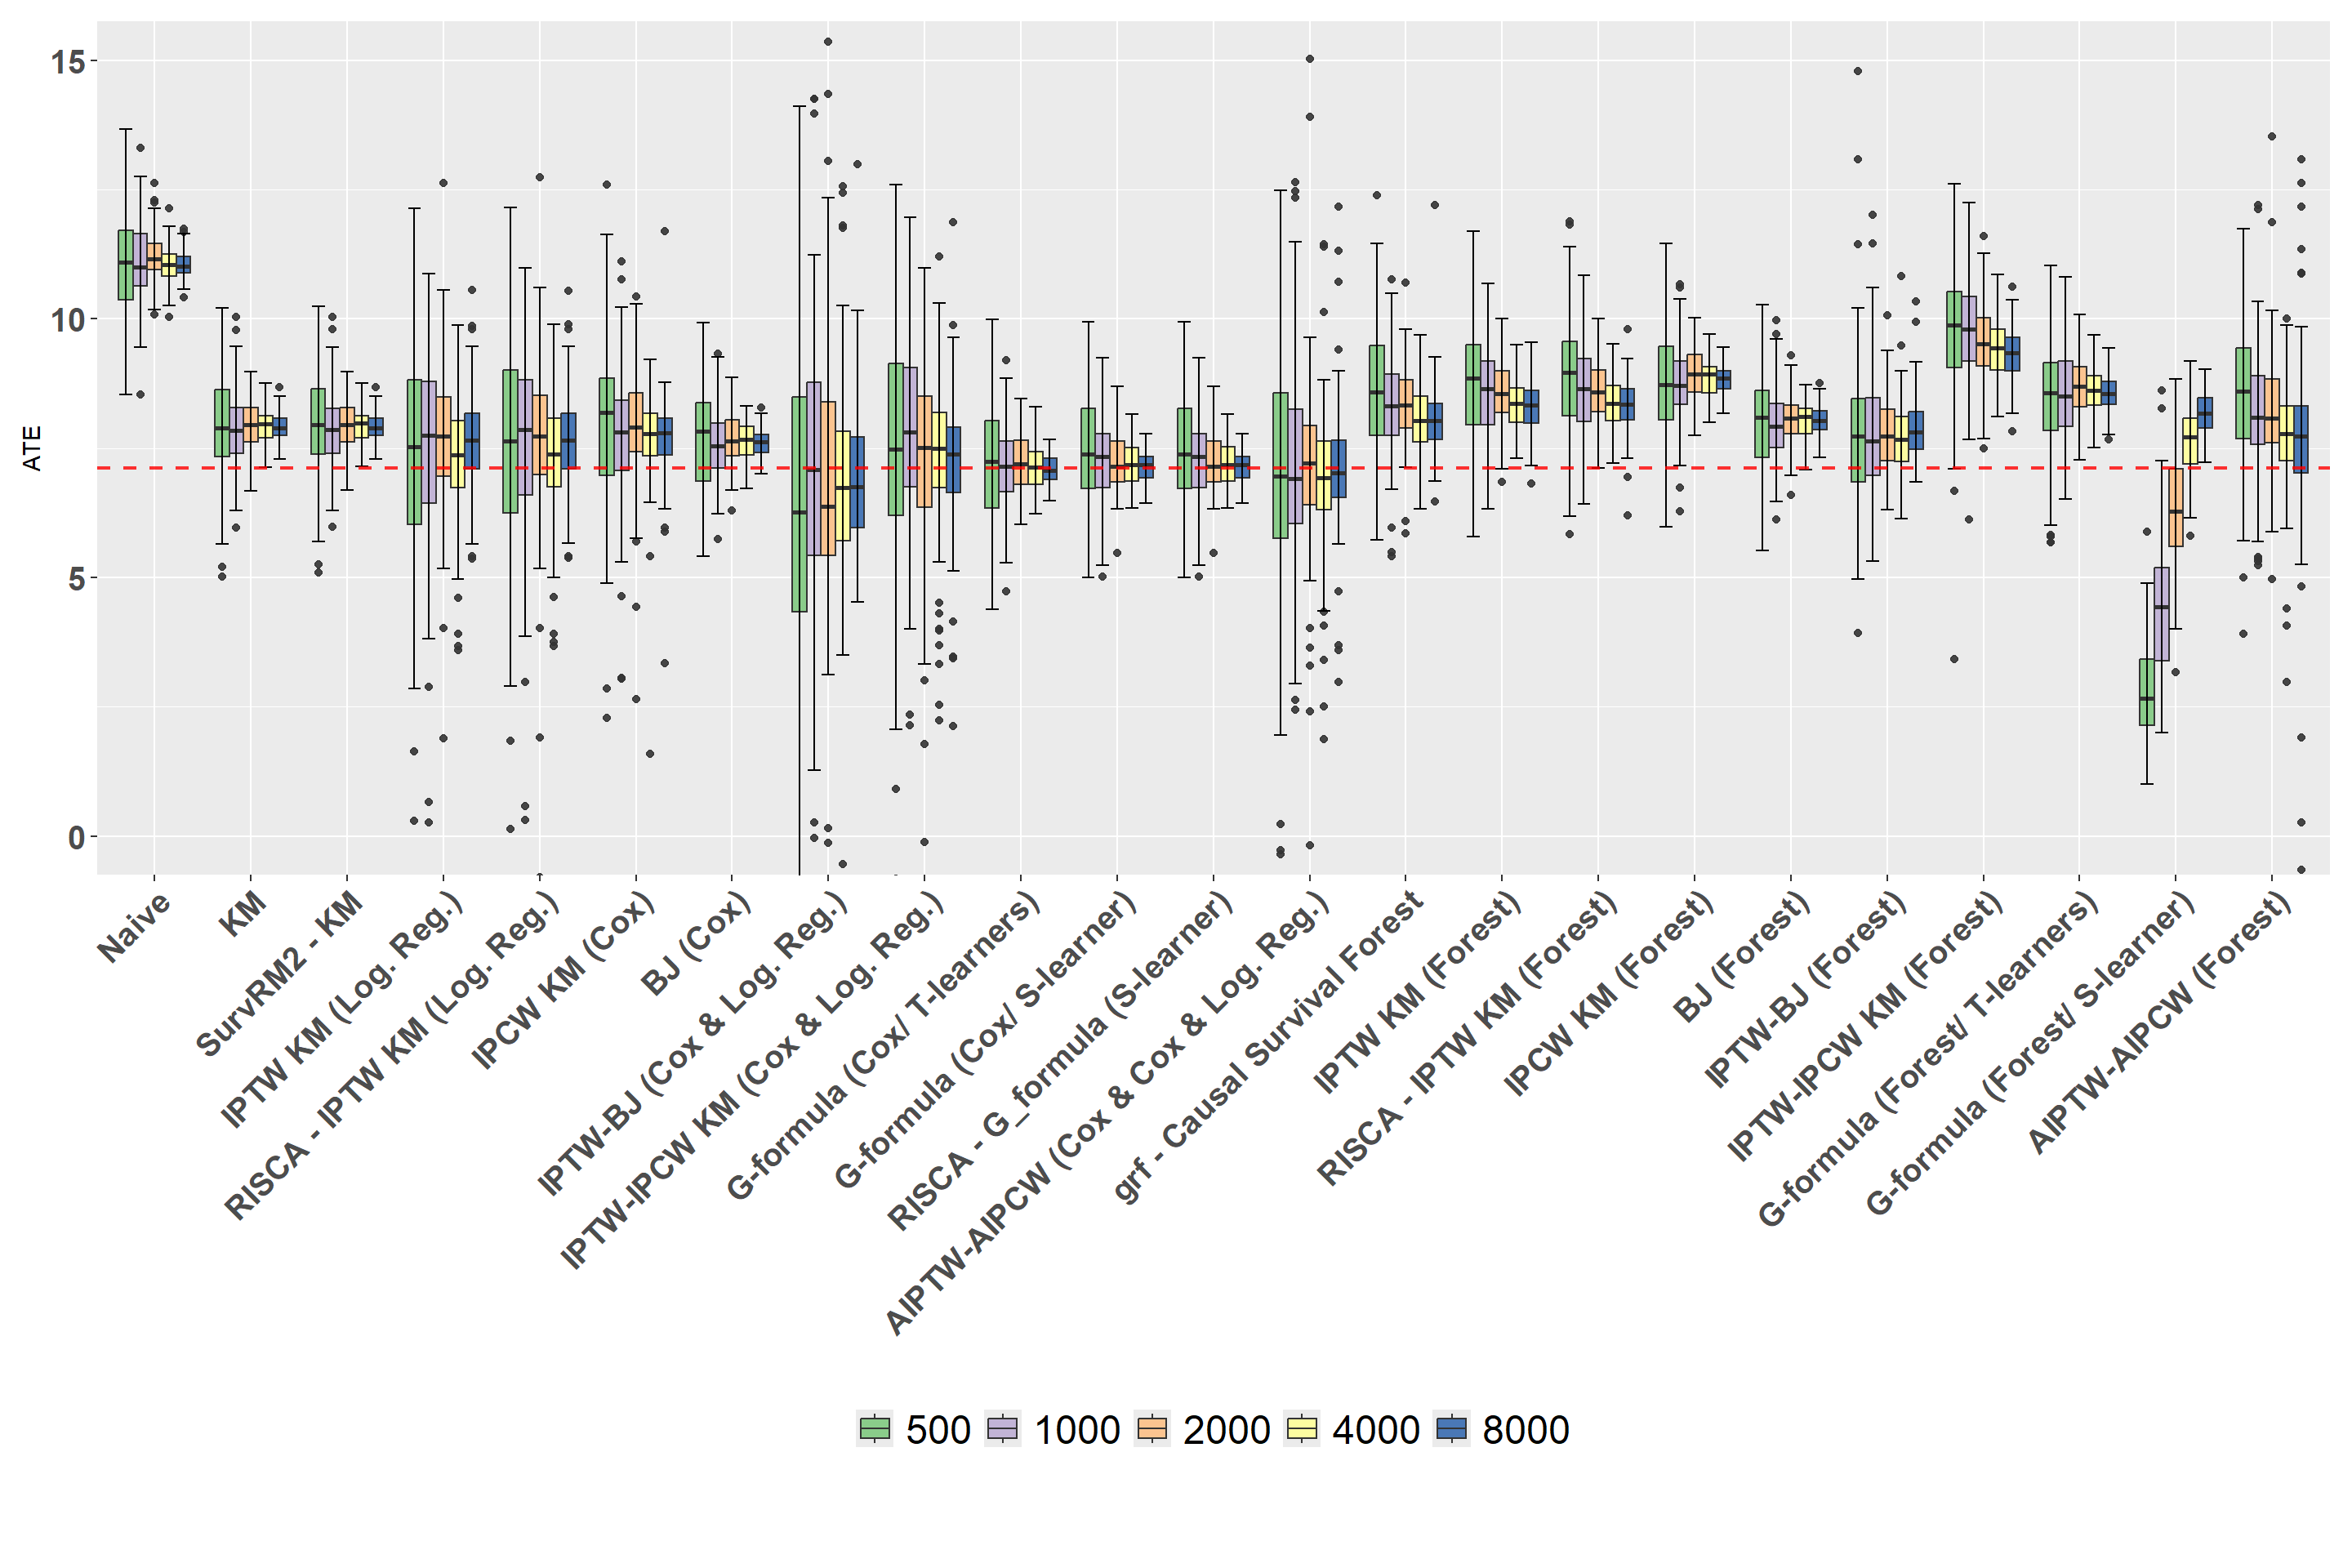 15
10
5
0
ATE
Naive
KM
SurvRM2 - KM
IPTW KM (Log. Reg.)
RISCA - IPTW KM (Log. Reg.)
IPCW KM (Cox)
BJ (Cox)
IPTW-BJ (Cox & Log. Reg.)
IPTW-IPCW KM (Cox & Log. Reg.)
G-formula (Cox/ T-learners)
G-formula (Cox/ S-learner)
RISCA - G_formula (S-learner)
AIPTW-AIPCW (Cox & Cox & Log. Reg.)
grf - Causal Survival Forest
IPTW KM (Forest)
RISCA - IPTW KM (Forest)
IPCW KM (Forest)
BJ (Forest)
IPTW-BJ (Forest)
IPTW-IPCW KM (Forest)
G-formula (Forest/ T-learners)
G-formula (Forest/ S-learner)
AIPTW-AIPCW (Forest)
500 1000 2000 4000 8000